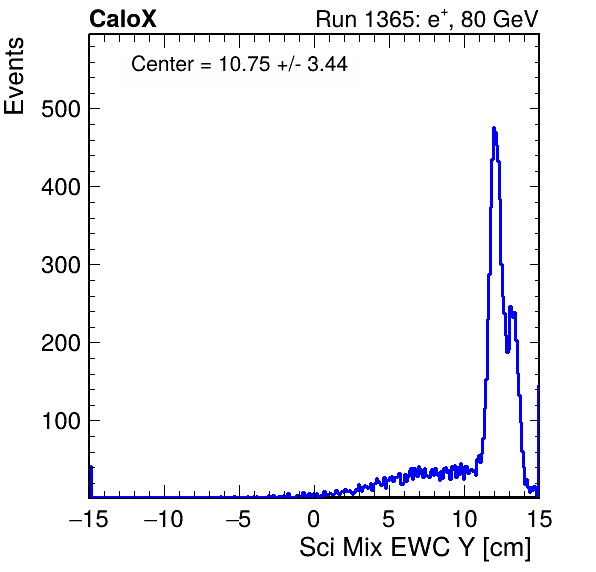 CaloX Run 1365: e⁺, 80 GeV
Center = 10.75 +/- 3.44
Events
500
400
300
200
100
−15 −10 −5 0 5 10 15
Sci Mix EWC Y [cm]